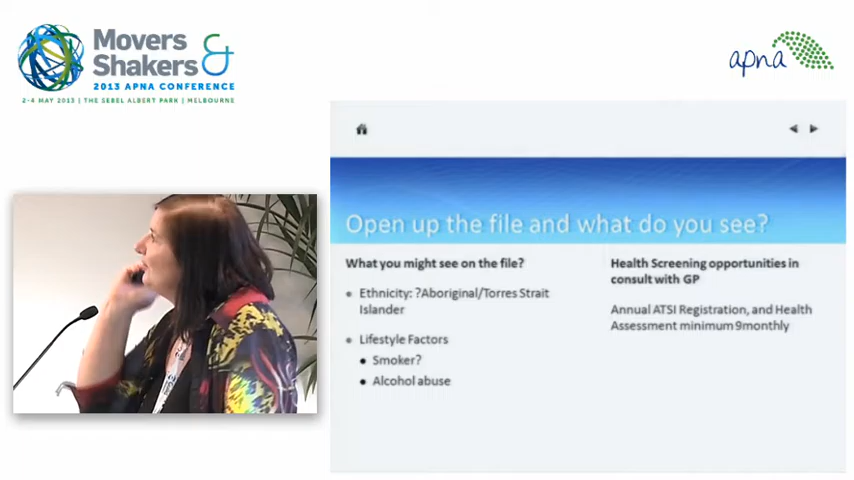 Movers
Shakers &
2013 APNA CONFERENCE
2-4 MAY 2013 | THE SEBEL ALBERT PARK | MELBOURNE
apna
Open up the file and what do you see?
What you might see on the file?
Ethnicity: ?Aboriginal/Torres Strait
Islander
Lifestyle Factors
Smoker?
Alcohol abuse
Health Screening opportunities in
consult with GP
Annual ATSI Registration, and Health
Assessment minimum 9monthly